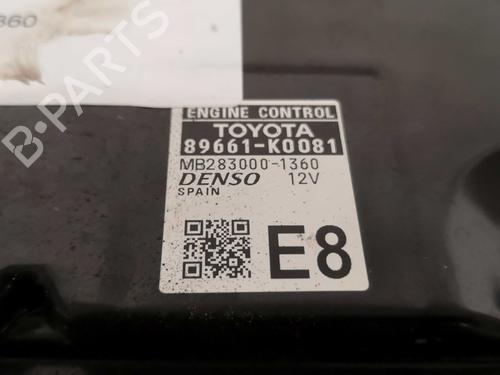 360
B-PARTS
ENGINE CONTROL
TOYOTA
89661-K0081
MB283000-1360
DENSO 12V
SPAIN
E8